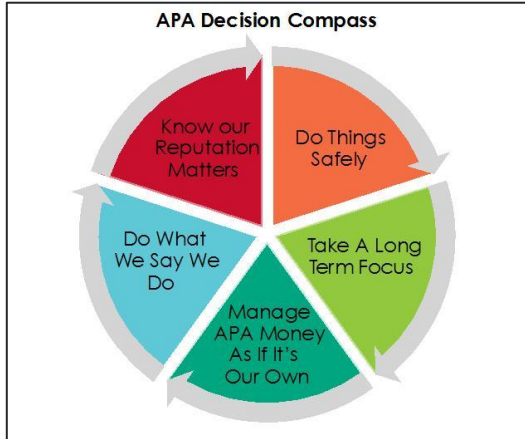 APA Decision Compass
Know our
Reputation
Matters
Do Things
Safely
Do What
We Say We
Do
Take A Long
Term Focus
Manage
APA Money
As If It's
Our Own